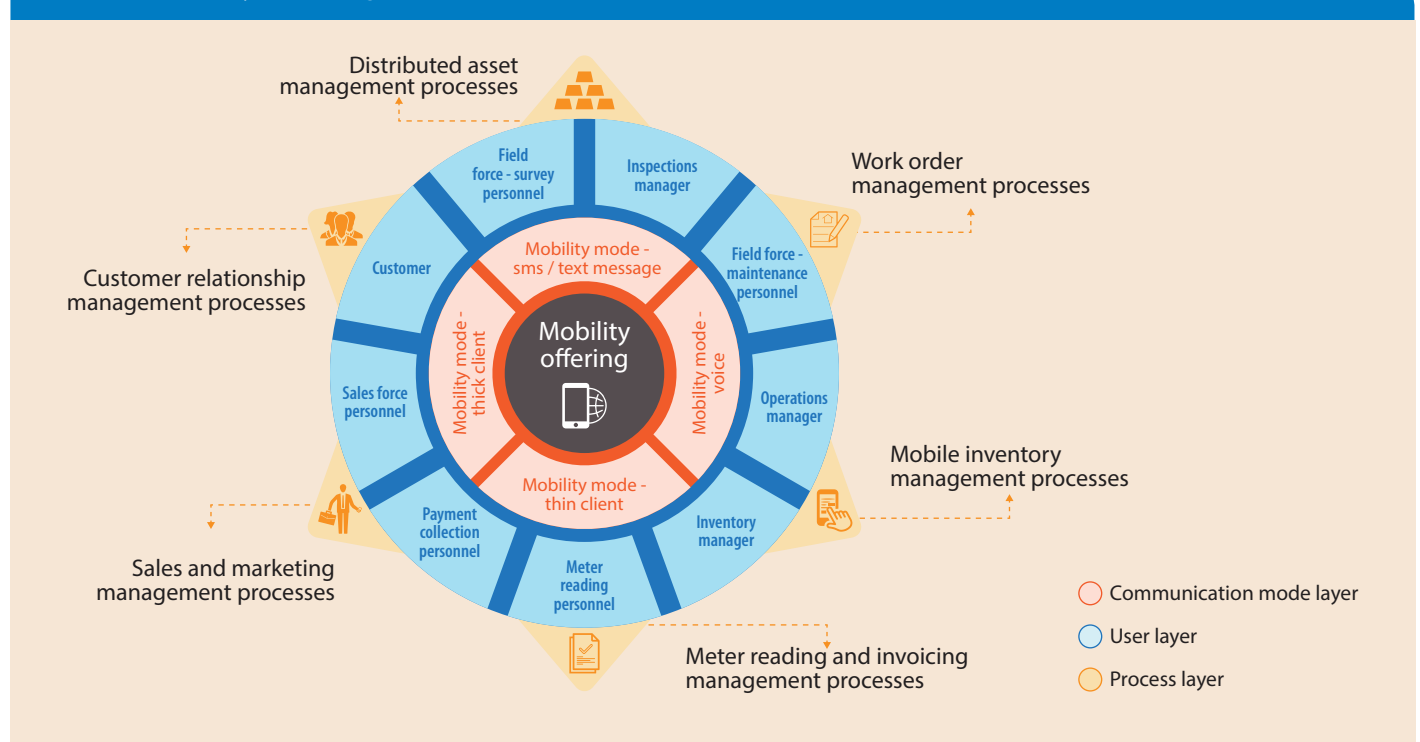 Distributed asset
management processes
Work order
management processes
Customer relationship
management processes
Mobile inventory
management processes
Sales and marketing
management processes
Meter reading and invoicing
management processes
Field
force - survey
personnel
Inspections
manager
Field force -
maintenance
personnel
Operations
manager
Inventory
manager
Meter
reading
personnel
Payment
collection
personnel
Sales force
personnel
Customer
Mobility mode -
sms / text message
Mobility mode -
voice
Mobility mode -
thin client
Mobility mode -
thick client
Mobility
offering
Communication mode layer
User layer
Process layer